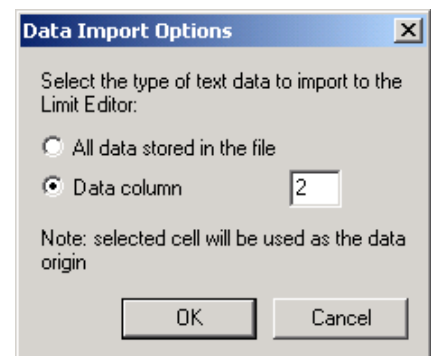 Data Import Options
Select the type of text data to import to the
Limit Editor:
All data stored in the file
Data column 2
Note: selected cell will be used as the data
origin
OK Cancel